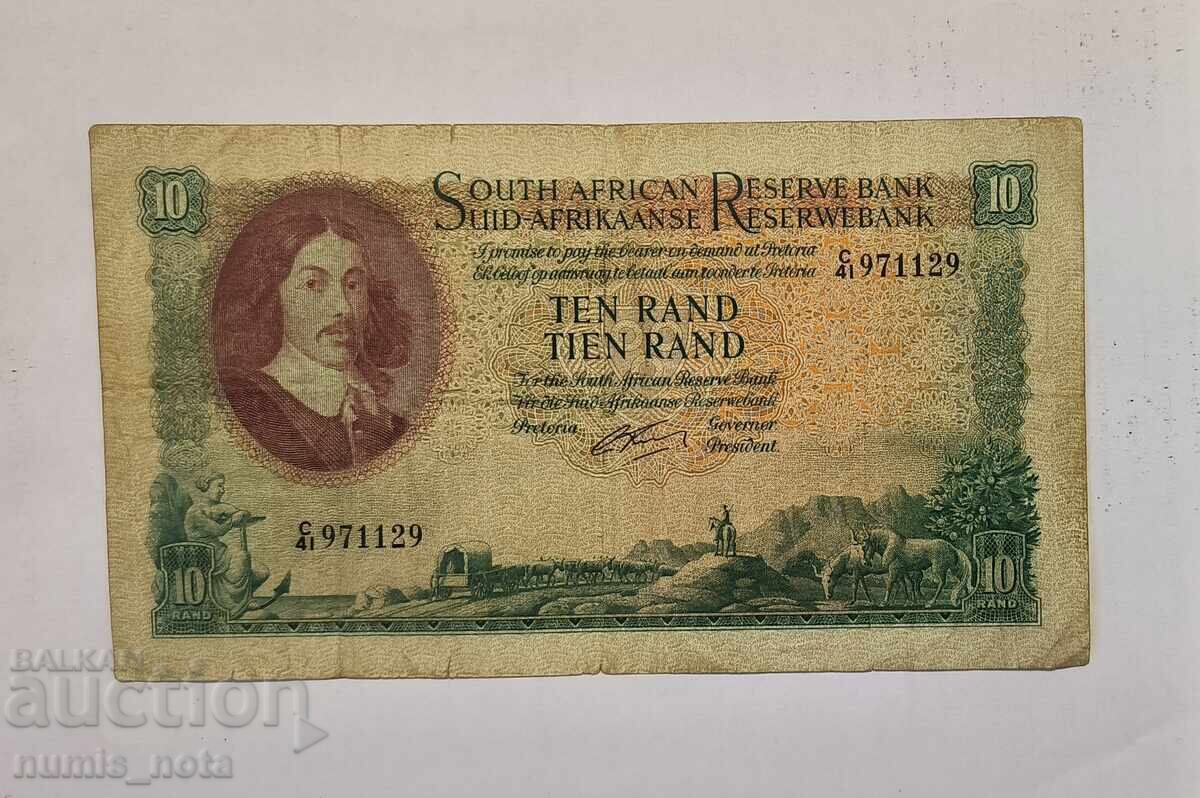 10
SOUTH AFRICAN RESERVE BANK
SUID-AFRIKAANSE RESERWEBANK
10
I promise to pay the bearer on demand at Pretoria
Ek beloof op aanvraag te betaal aan toonder te Pretoria
C/41 971129
TEN RAND
TIEN RAND
For the South African Reserve Bank
Vir die Suid-Afrikaanse Reserwebank
Pretoria
Governor
President
C/41 971129
10
RAND
10
RAND
BALKAN
auction
numis_nota